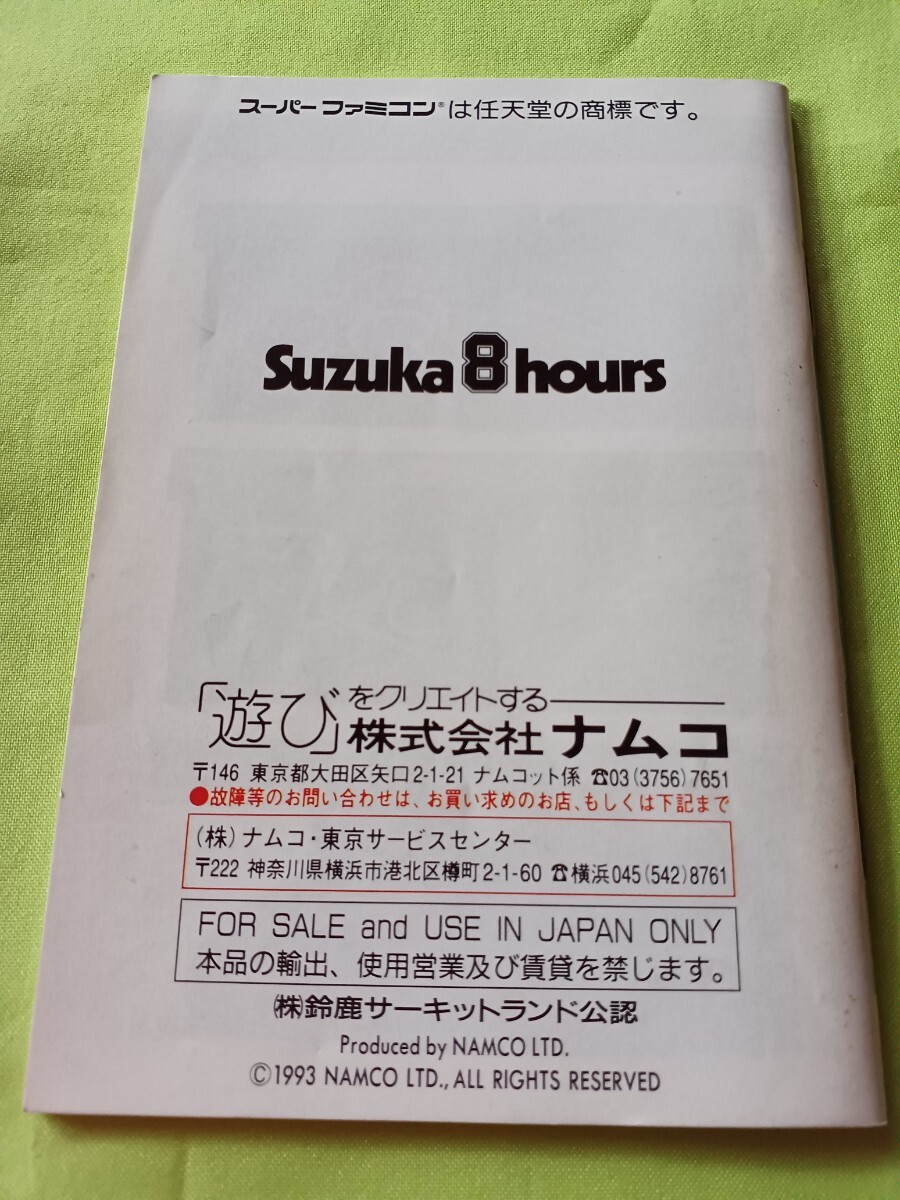 スーパーファミコン®は任天堂の商標です。
Suzuka 8 hours
「遊び」をクリエイトする
株式会社ナムコ
〒146 東京都大田区矢口2-1-21 ナムコット係 ☎03(3756)7651
●故障等のお問い合わせは、お買い求めのお店、もしくは下記まで
(株)ナムコ・東京サービスセンター
〒222 神奈川県横浜市港北区樽町2-1-60 ☎横浜045(542)8761
FOR SALE and USE IN JAPAN ONLY
本品の輸出、使用営業及び賃貸を禁じます。
㈱鈴鹿サーキットランド公認
Produced by NAMCO LTD.
©1993 NAMCO LTD., ALL RIGHTS RESERVED